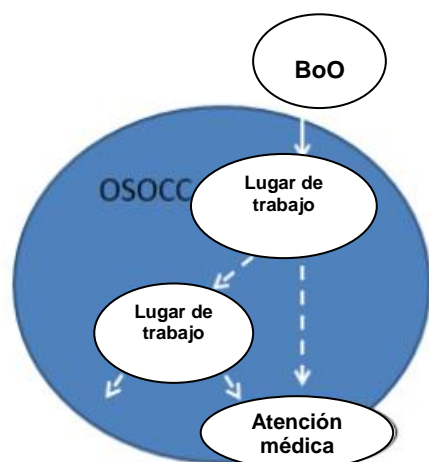 BoO
OSOCC
Lugar de
trabajo
Lugar de
trabajo
Atención
médica